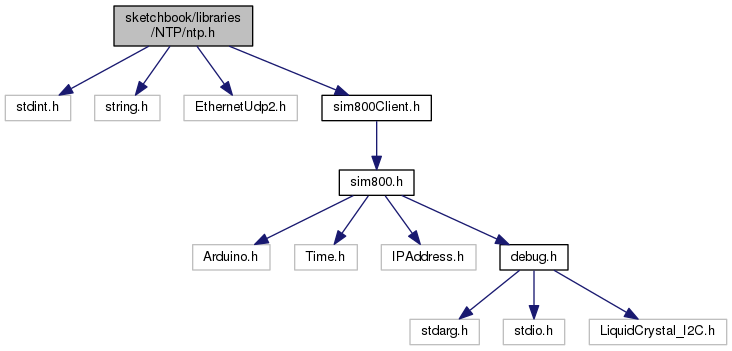 sketchbook/libraries
/NTP/ntp.h
stdint.h
string.h
EthernetUdp2.h
sim800Client.h
sim800.h
Arduino.h
Time.h
IPAddress.h
debug.h
stdarg.h
stdio.h
LiquidCrystal_I2C.h